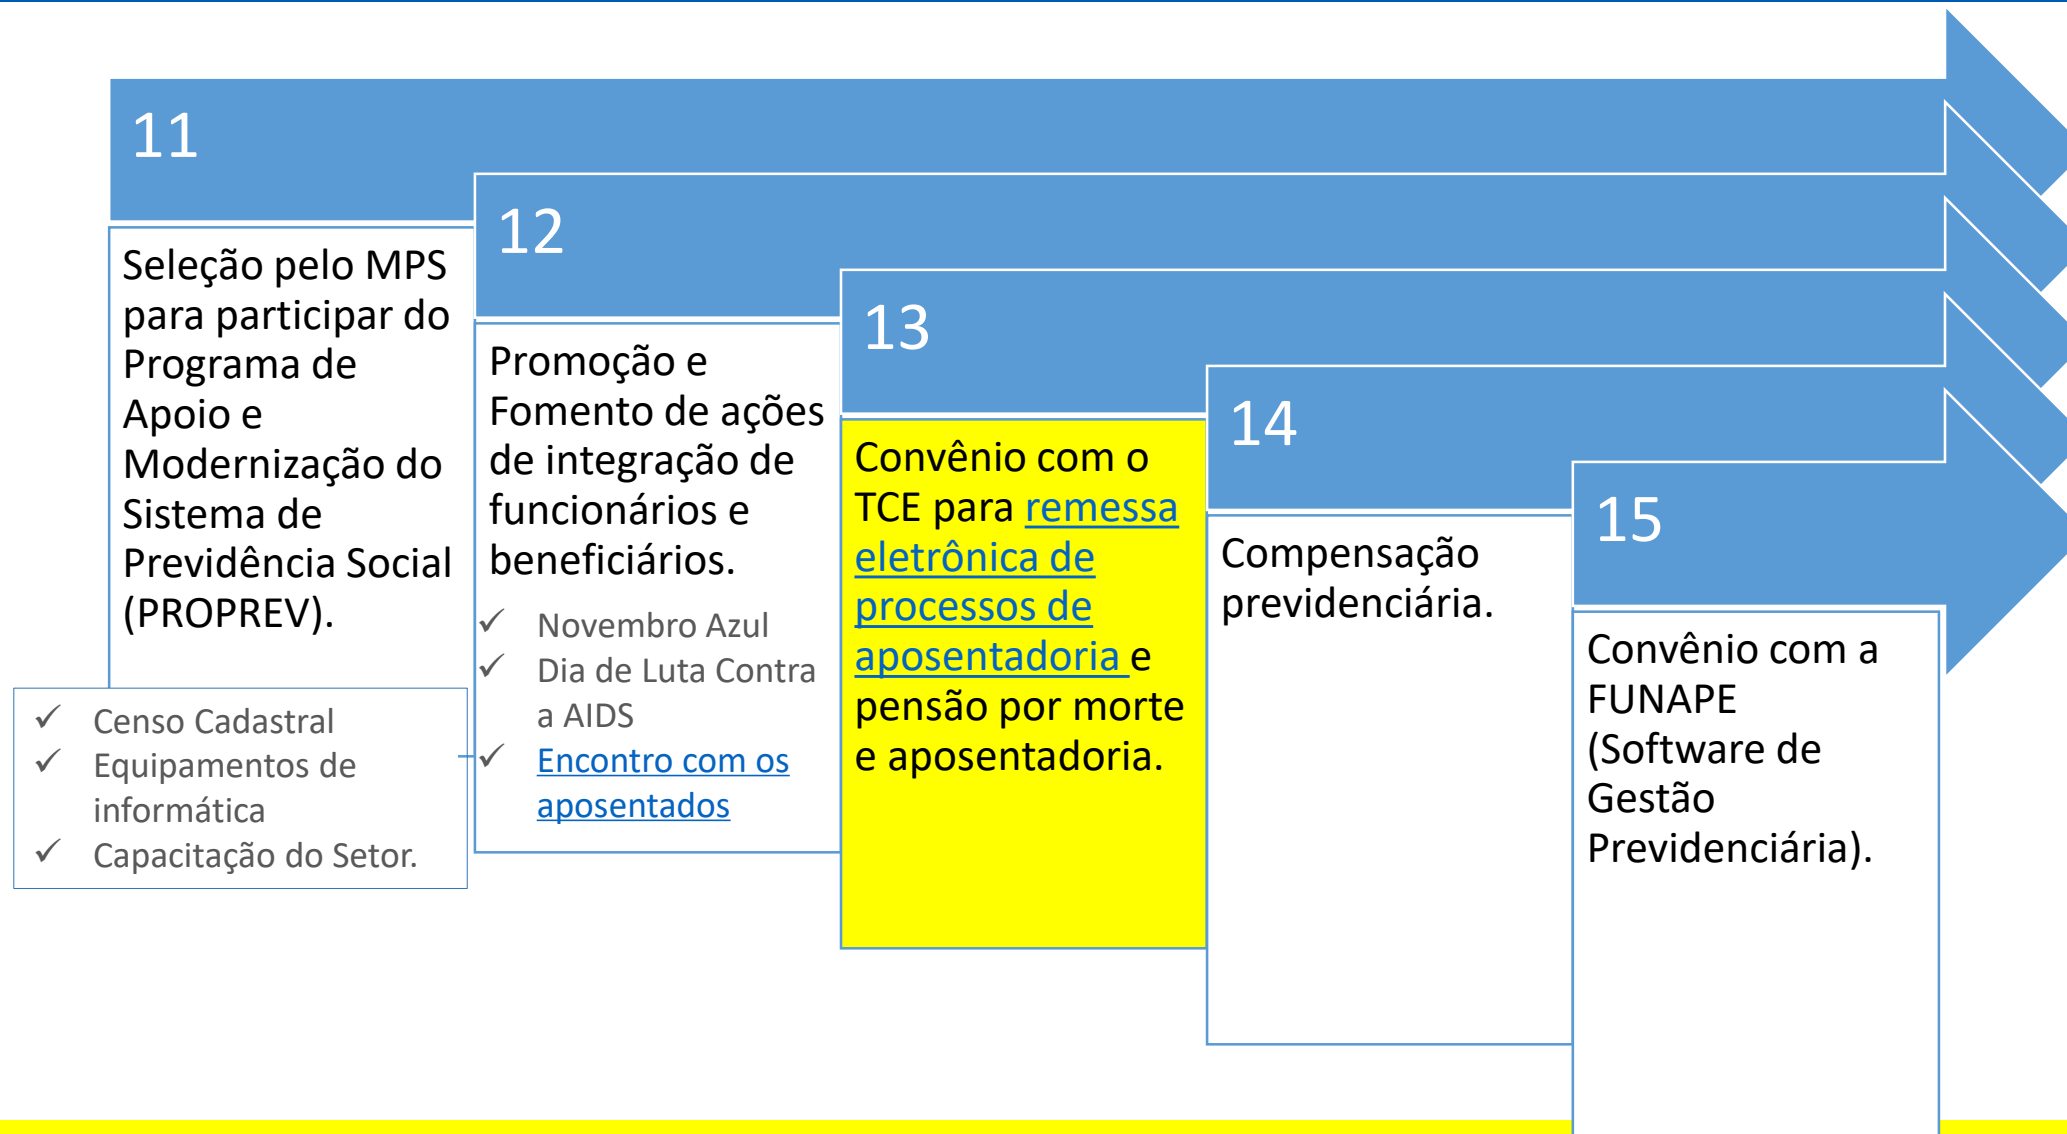 11
Seleção pelo MPS
para participar do
Programa de
Apoio e
Modernização do
Sistema de
Previdência Social
(PROPREV).
✓ Censo Cadastral
✓ Equipamentos de
informática
✓ Capacitação do Setor.
12
Promoção e
Fomento de ações
de integração de
funcionários e
beneficiários.
✓ Novembro Azul
✓ Dia de Luta Contra
a AIDS
✓ Encontro com os
aposentados
13
Convênio com o
TCE para remessa
eletrônica de
processos de
aposentadoria e
pensão por morte
e aposentadoria.
14
Compensação
previdenciária.
15
Convênio com a
FUNAPE
(Software de
Gestão
Previdenciária).